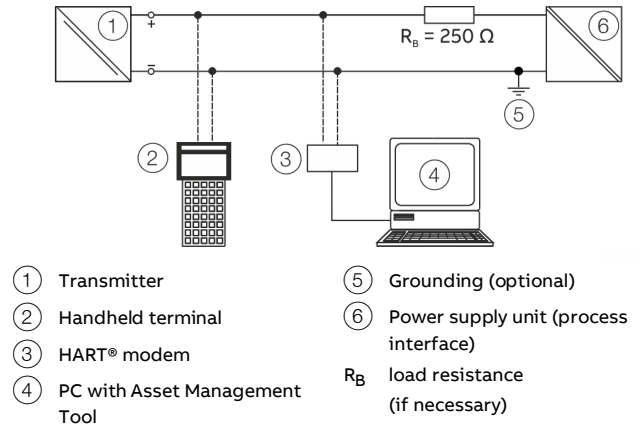 1
+
R_B = 250 Ω
6
–
5
2
3
4
1 Transmitter
2 Handheld terminal
3 HART® modem
4 PC with Asset Management
Tool
5 Grounding (optional)
6 Power supply unit (process
interface)
R_B load resistance
(if necessary)